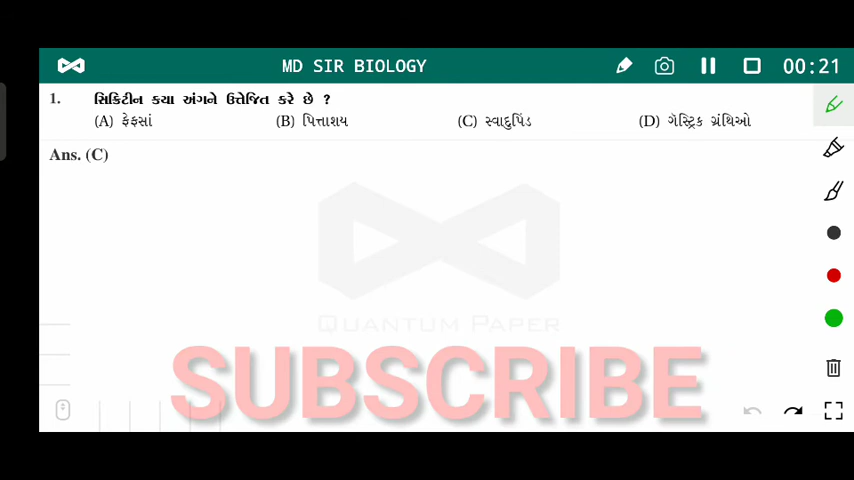 MD SIR BIOLOGY 00:21
1. સિક્રિટીન કયા અંગને ઉત્તેજિત કરે છે ?
(A) ફેફસાં (B) પિત્તાશય (C) સ્વાદુપિંડ (D) ગૅસ્ટ્રિક ગ્રંથિઓ
Ans. (C)
QUANTUM PAPER
SUBSCRIBE